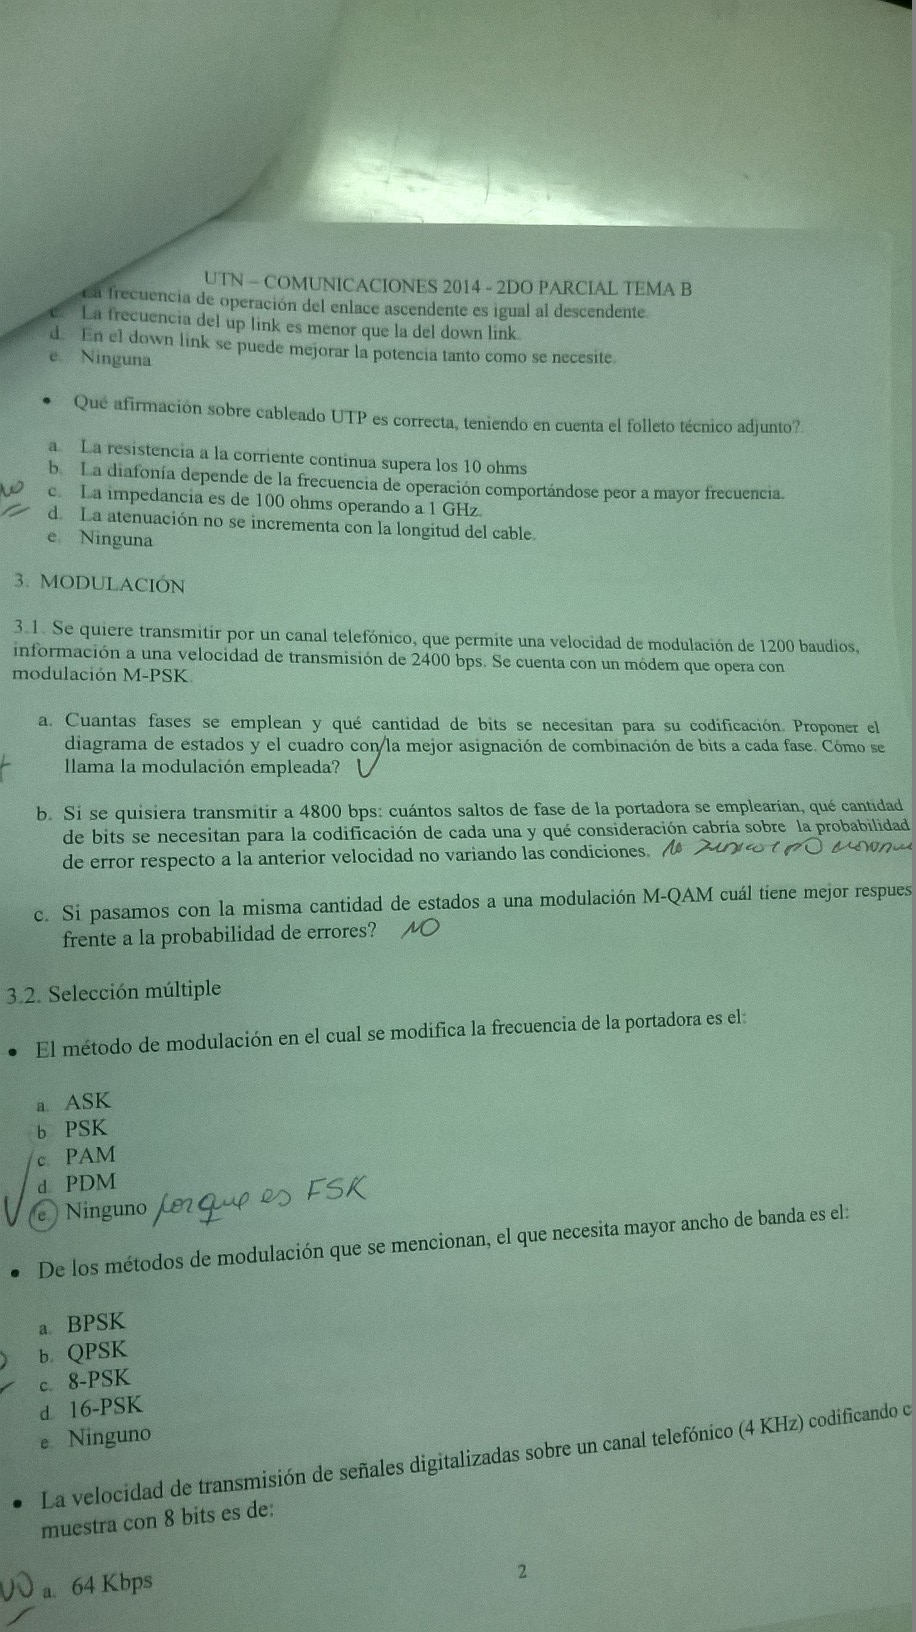 UTN – COMUNICACIONES 2014 - 2DO PARCIAL TEMA B
La frecuencia de operación del enlace ascendente es igual al descendente.
c. La frecuencia del up link es menor que la del down link.
d. En el down link se puede mejorar la potencia tanto como se necesite.
e. Ninguna
• Qué afirmación sobre cableado UTP es correcta, teniendo en cuenta el folleto técnico adjunto?
a. La resistencia a la corriente continua supera los 10 ohms
b. La diafonía depende de la frecuencia de operación comportándose peor a mayor frecuencia.
NO c. La impedancia es de 100 ohms operando a 1 GHz.
d. La atenuación no se incrementa con la longitud del cable.
e. Ninguna
3. MODULACIÓN
3.1. Se quiere transmitir por un canal telefónico, que permite una velocidad de modulación de 1200 baudios,
información a una velocidad de transmisión de 2400 bps. Se cuenta con un módem que opera con
modulación M-PSK.
a. Cuantas fases se emplean y qué cantidad de bits se necesitan para su codificación. Proponer el
diagrama de estados y el cuadro con la mejor asignación de combinación de bits a cada fase. Cómo se
llama la modulación empleada?
b. Si se quisiera transmitir a 4800 bps: cuántos saltos de fase de la portadora se emplearían, qué cantidad
de bits se necesitan para la codificación de cada una y qué consideración cabría sobre la probabilidad
de error respecto a la anterior velocidad no variando las condiciones.
c. Si pasamos con la misma cantidad de estados a una modulación M-QAM cuál tiene mejor respues
frente a la probabilidad de errores? NO
3.2. Selección múltiple
• El método de modulación en el cual se modifica la frecuencia de la portadora es el:
a. ASK
b. PSK
c. PAM
d. PDM
e. Ninguno porque es FSK
• De los métodos de modulación que se mencionan, el que necesita mayor ancho de banda es el:
a. BPSK
b. QPSK
c. 8-PSK
d. 16-PSK
e. Ninguno
• La velocidad de transmisión de señales digitalizadas sobre un canal telefónico (4 KHz) codificando c
muestra con 8 bits es de:
a. 64 Kbps
2